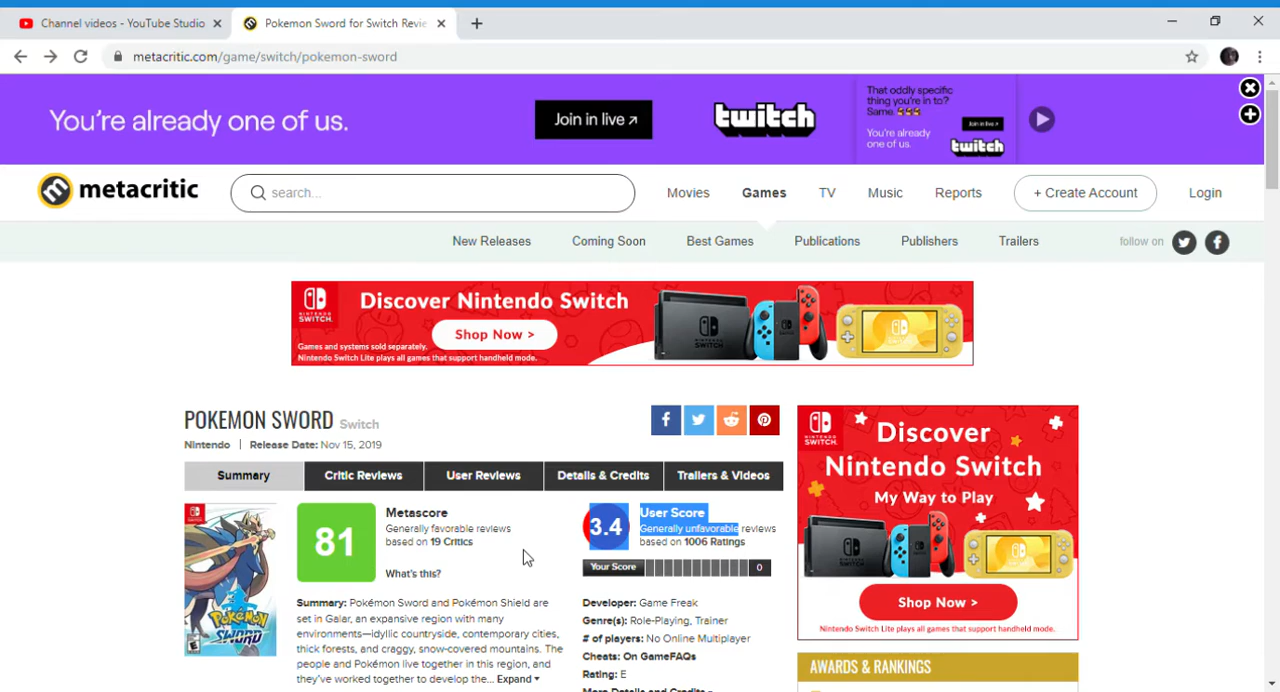 Channel videos - YouTube Studio
Pokemon Sword for Switch Revie
metacritic.com/game/switch/pokemon-sword
You're already one of us.
Join in live ↗
twitch
That oddly specific
thing you're in to?
Same.
You're already
one of us.
Join in live ↗
twitch
metacritic
search...
Movies
Games
TV
Music
Reports
+ Create Account
Login
New Releases
Coming Soon
Best Games
Publications
Publishers
Trailers
follow on
NINTENDO
SWITCH
Discover Nintendo Switch
Shop Now >
Games and systems sold separately.
Nintendo Switch Lite plays all games that support handheld mode.
POKEMON SWORD Switch
Nintendo | Release Date: Nov 15, 2019
Summary
Critic Reviews
User Reviews
Details & Credits
Trailers & Videos
81
Metascore
Generally favorable reviews
based on 19 Critics
What's this?
3.4
User Score
Generally unfavorable reviews
based on 1006 Ratings
Your Score
0
Pokémon
SWORD
Summary: Pokémon Sword and Pokémon Shield are
set in Galar, an expansive region with many
environments—idyllic countryside, contemporary cities,
thick forests, and craggy, snow-covered mountains. The
people and Pokémon live together in this region, and
they've worked together to develop the... Expand
Developer: Game Freak
Genre(s): Role-Playing, Trainer
# of players: No Online Multiplayer
Cheats: On GameFAQs
Rating: E
More Details and Credits
NINTENDO
SWITCH
Discover
Nintendo Switch
My Way to Play
Shop Now >
Nintendo Switch Lite plays all games that support handheld mode.
AWARDS & RANKINGS